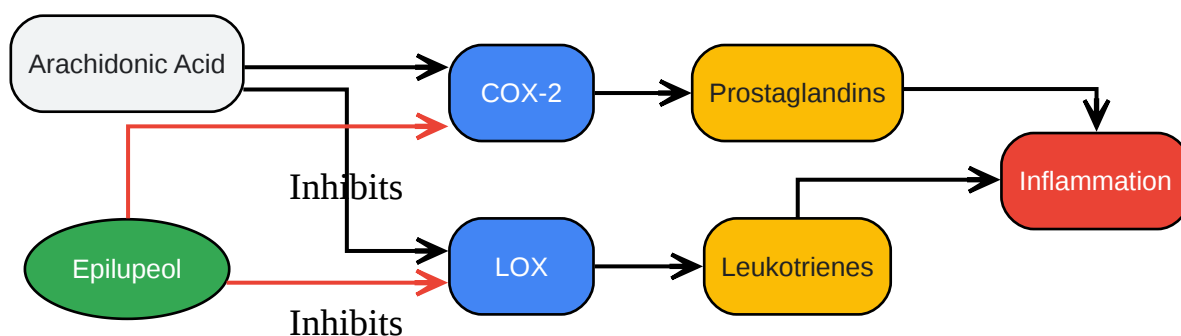 Arachidonic Acid
COX-2
Prostaglandins
Inhibits
Inflammation
Epilupeol
LOX
Leukotrienes
Inhibits